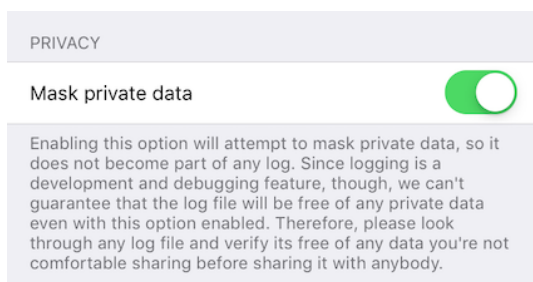 PRIVACY
Mask private data
Enabling this option will attempt to mask private data, so it
does not become part of any log. Since logging is a
development and debugging feature, though, we can't
guarantee that the log file will be free of any private data
even with this option enabled. Therefore, please look
through any log file and verify its free of any data you're not
comfortable sharing before sharing it with anybody.